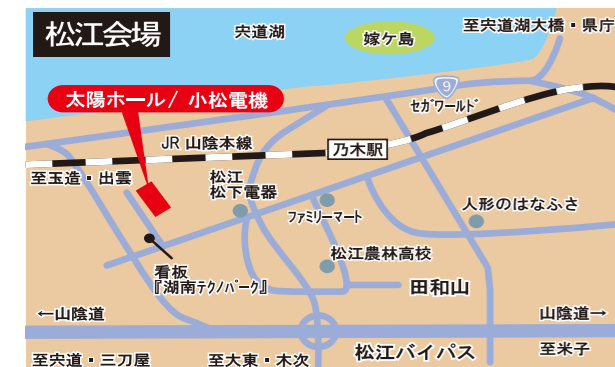 松江会場
宍道湖
嫁ケ島
至宍道湖大橋・県庁
9
セガワールド
太陽ホール/ 小松電機
JR 山陰本線
乃木駅
至玉造・出雲
松江
松下電器
ファミリーマート
人形のはなふさ
松江農林高校
看板
『湖南テクノパーク』
田和山
←山陰道
山陰道→
至宍道・三刀屋
至大東・木次
松江バイパス
至米子